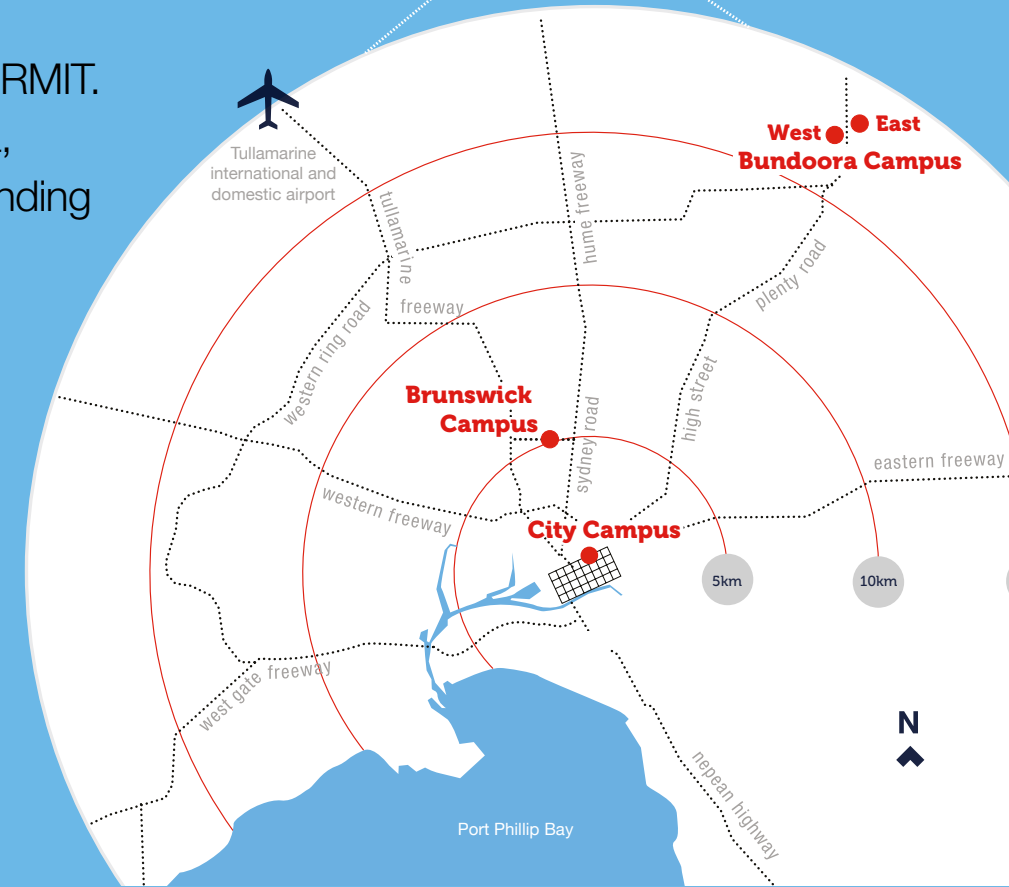 RMIT.
nding
Tullamarine
international and
domestic airport
West
East
Bundoora Campus
tullamarine
freeway
hume freeway
plenty road
western ring road
Brunswick
Campus
sydney road
high street
eastern freeway
western freeway
City Campus
5km
10km
west gate freeway
N
nepean highway
Port Phillip Bay